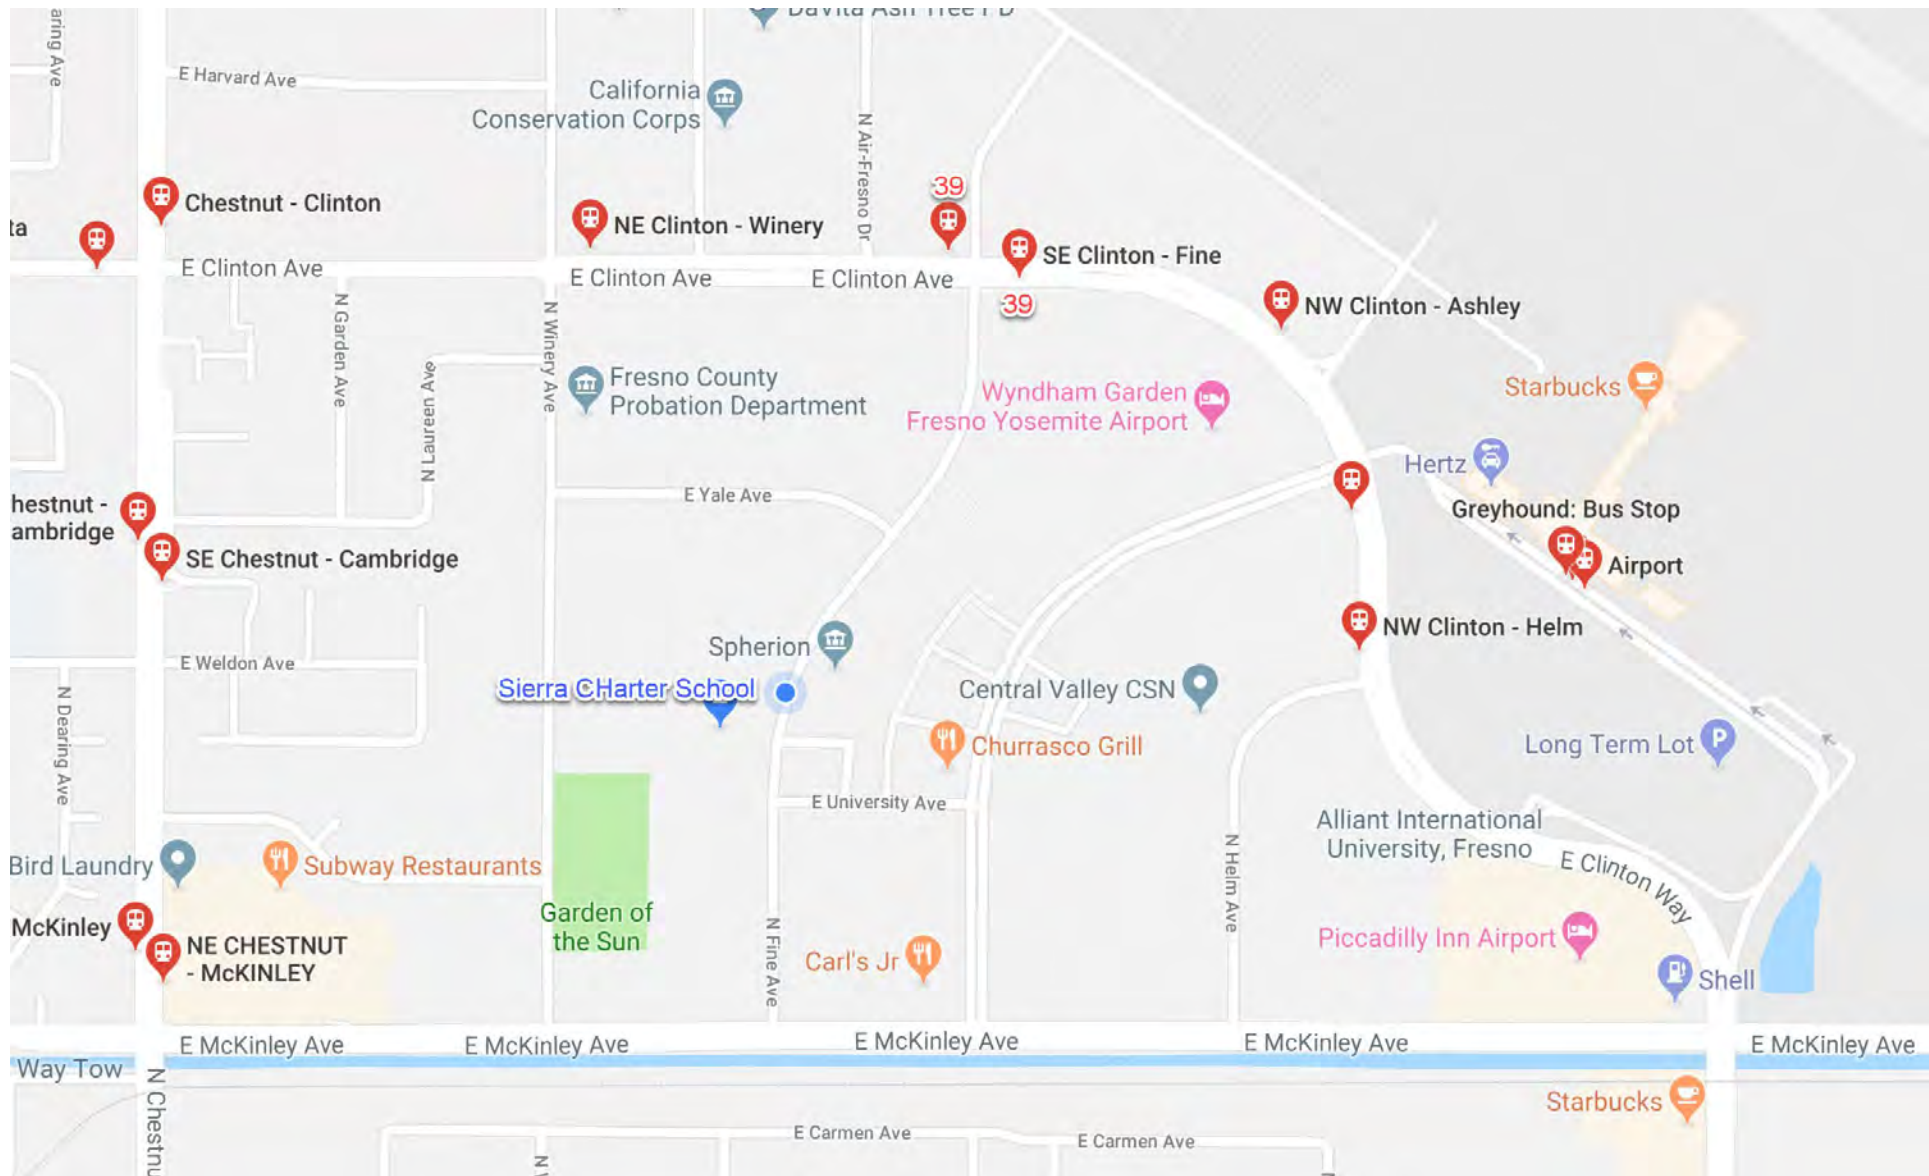 DaVita Ash Tree PD
aring Ave
E Harvard Ave
California
Conservation Corps
N Air-Fresno Dr
39
Chestnut - Clinton
NE Clinton - Winery
ta
SE Clinton - Fine
E Clinton Ave
E Clinton Ave
E Clinton Ave
39
NW Clinton - Ashley
N Garden Ave
N Winery Ave
N Laureen Ave
Fresno County
Probation Department
Wyndham Garden
Fresno Yosemite Airport
Starbucks
Hertz
E Yale Ave
Greyhound: Bus Stop
Airport
hestnut -
ambridge
SE Chestnut - Cambridge
NW Clinton - Helm
Spherion
E Weldon Ave
Sierra CHarter School
Central Valley CSN
N Dearing Ave
Churrasco Grill
Long Term Lot
P
E University Ave
Alliant International
University, Fresno
E Clinton Way
Bird Laundry
Subway Restaurants
N Helm Ave
Garden of
the Sun
N Fine Ave
McKinley
NE CHESTNUT
- McKINLEY
Carl's Jr
Piccadilly Inn Airport
Shell
E McKinley Ave
E McKinley Ave
E McKinley Ave
E McKinley Ave
E McKinley Ave
Way Tow
N Chestnu
Starbucks
E Carmen Ave
E Carmen Ave
N